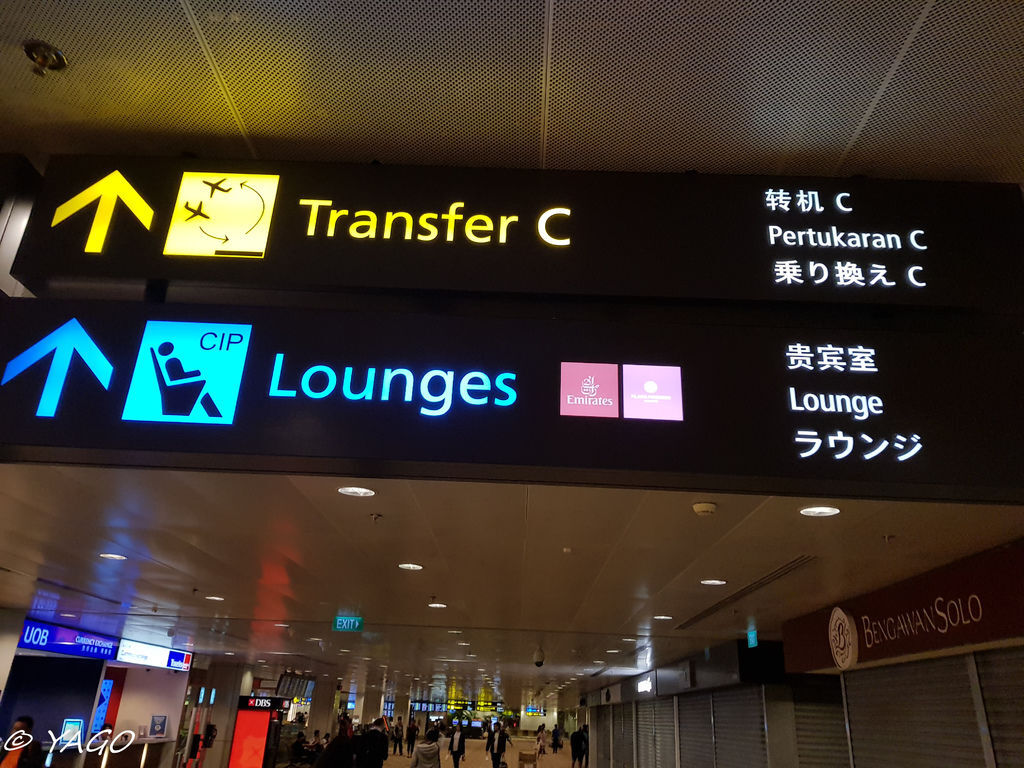 Transfer C
转机 C
Pertukaran C
乗り換え C
CIP
Lounges
Emirates
贵宾室
Lounge
ラウンジ
EXIT
UOB
CURRENCY EXCHANGE
DBS
BENGAWAN SOLO
© YAGO